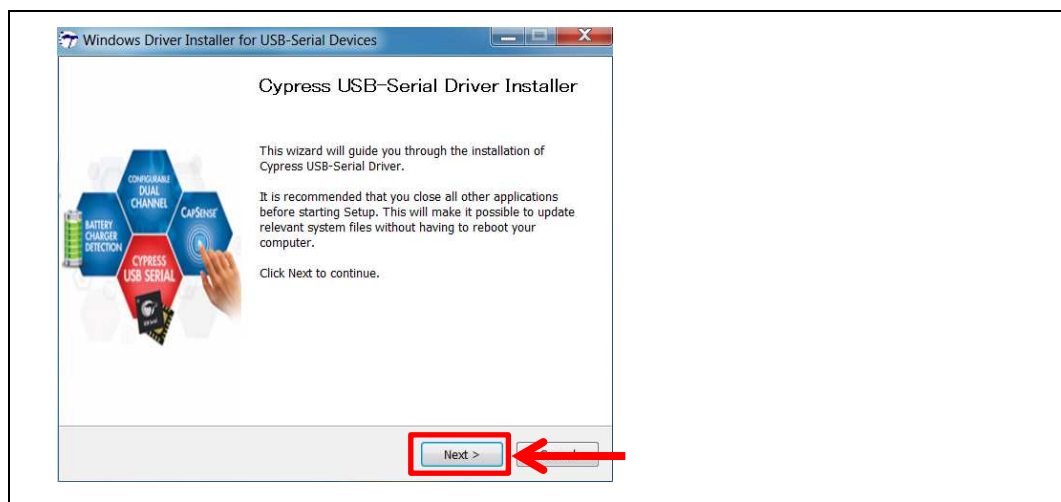 Windows Driver Installer for USB-Serial Devices
Cypress USB-Serial Driver Installer
This wizard will guide you through the installation of
Cypress USB-Serial Driver.
It is recommended that you close all other applications
before starting Setup. This will make it possible to update
relevant system files without having to reboot your
computer.
Click Next to continue.
CONFIGURABLE
DUAL
CHANNEL
CAPSENSE
BATTERY
CHARGER
DETECTION
CYPRESS
USB SERIAL
Next >